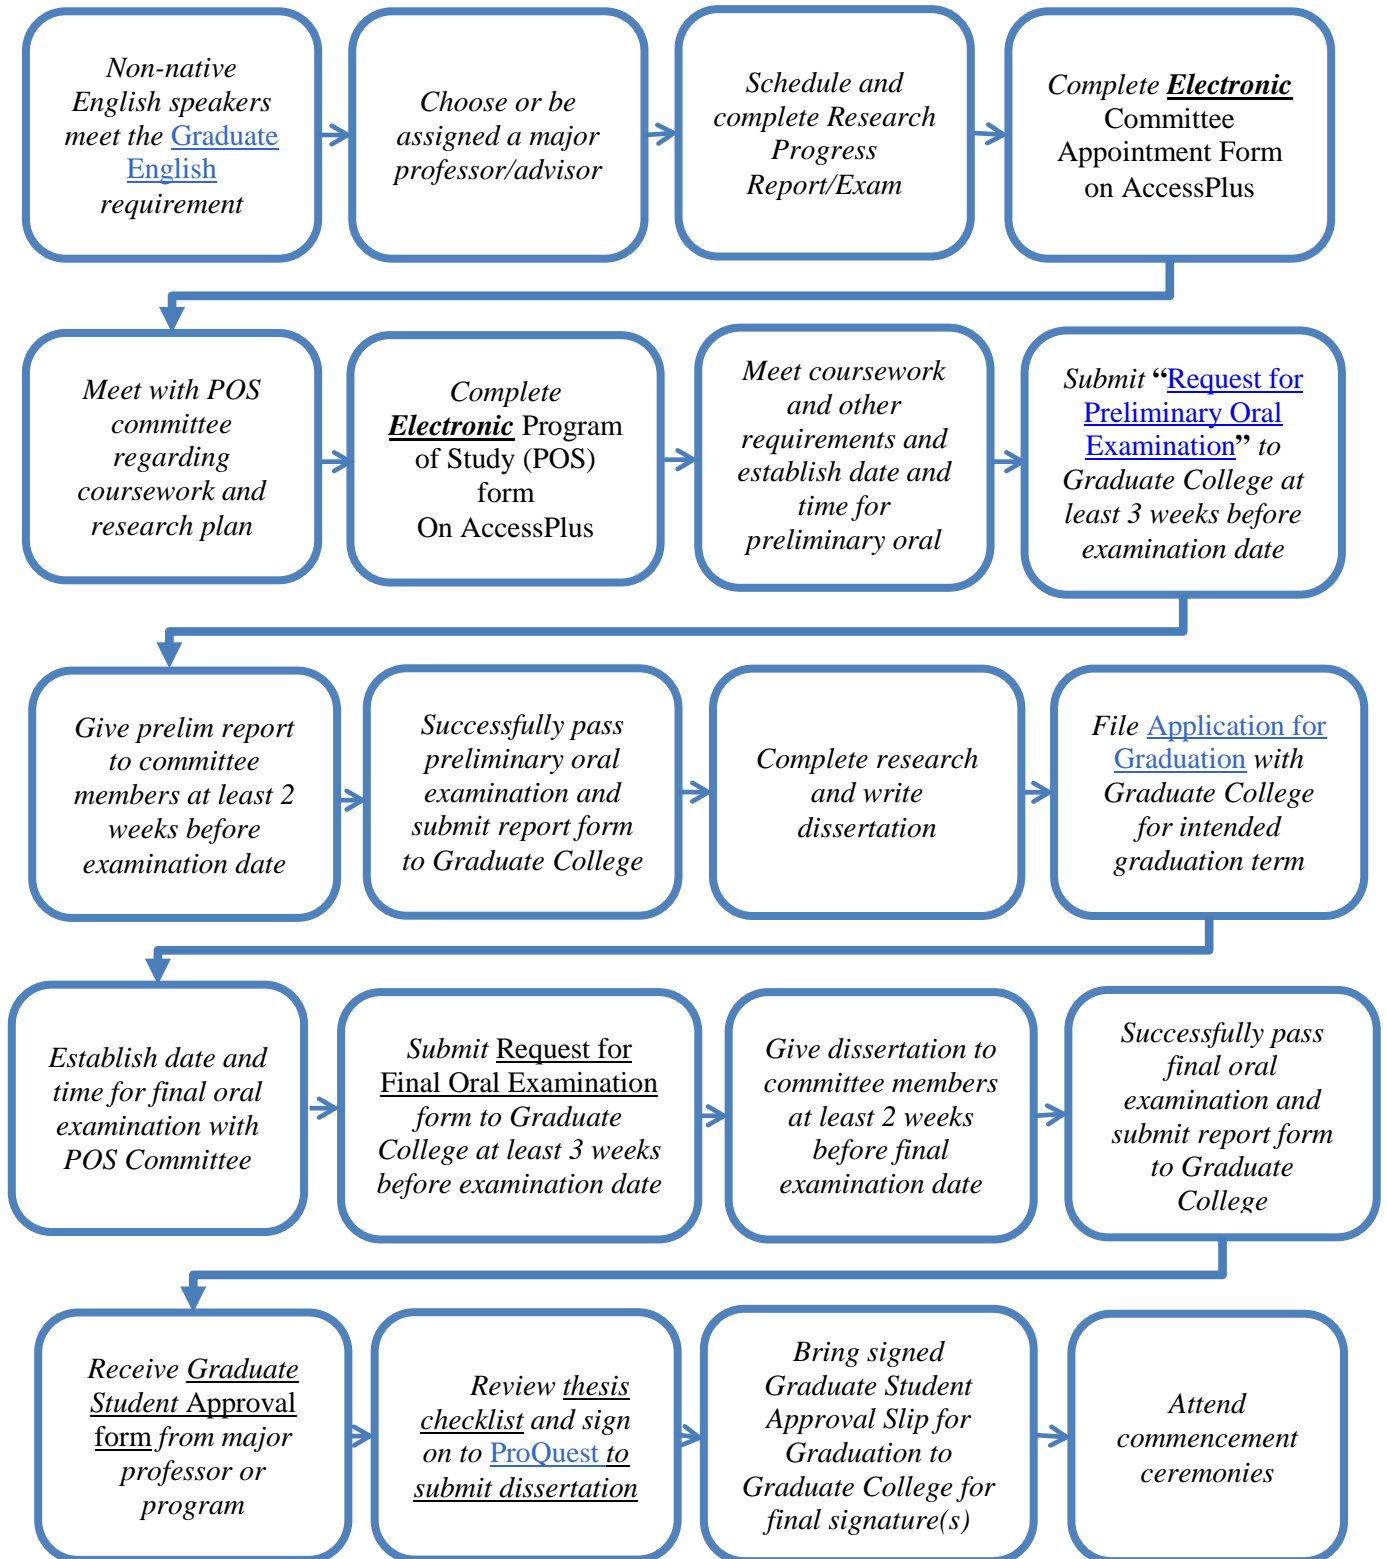 Non-native
English speakers
meet the Graduate
English
requirement
Choose or be
assigned a major
professor/advisor
Schedule and
complete Research
Progress
Report/Exam
Complete Electronic
Committee
Appointment Form
on AccessPlus
Meet with POS
committee
regarding
coursework and
research plan
Complete
Electronic Program
of Study (POS)
form
On AccessPlus
Meet coursework
and other
requirements and
establish date and
time for
preliminary oral
Submit “Request for
Preliminary Oral
Examination” to
Graduate College at
least 3 weeks before
examination date
Give prelim report
to committee
members at least 2
weeks before
examination date
Successfully pass
preliminary oral
examination and
submit report form
to Graduate College
Complete research
and write
dissertation
File Application for
Graduation with
Graduate College
for intended
graduation term
Establish date and
time for final oral
examination with
POS Committee
Submit Request for
Final Oral Examination
form to Graduate
College at least 3 weeks
before examination date
Give dissertation to
committee members
at least 2 weeks
before final
examination date
Successfully pass
final oral
examination and
submit report form
to Graduate
College
Receive Graduate
Student Approval
form from major
professor or
program
Review thesis
checklist and sign
on to ProQuest to
submit dissertation
Bring signed
Graduate Student
Approval Slip for
Graduation to
Graduate College for
final signature(s)
Attend
commencement
ceremonies